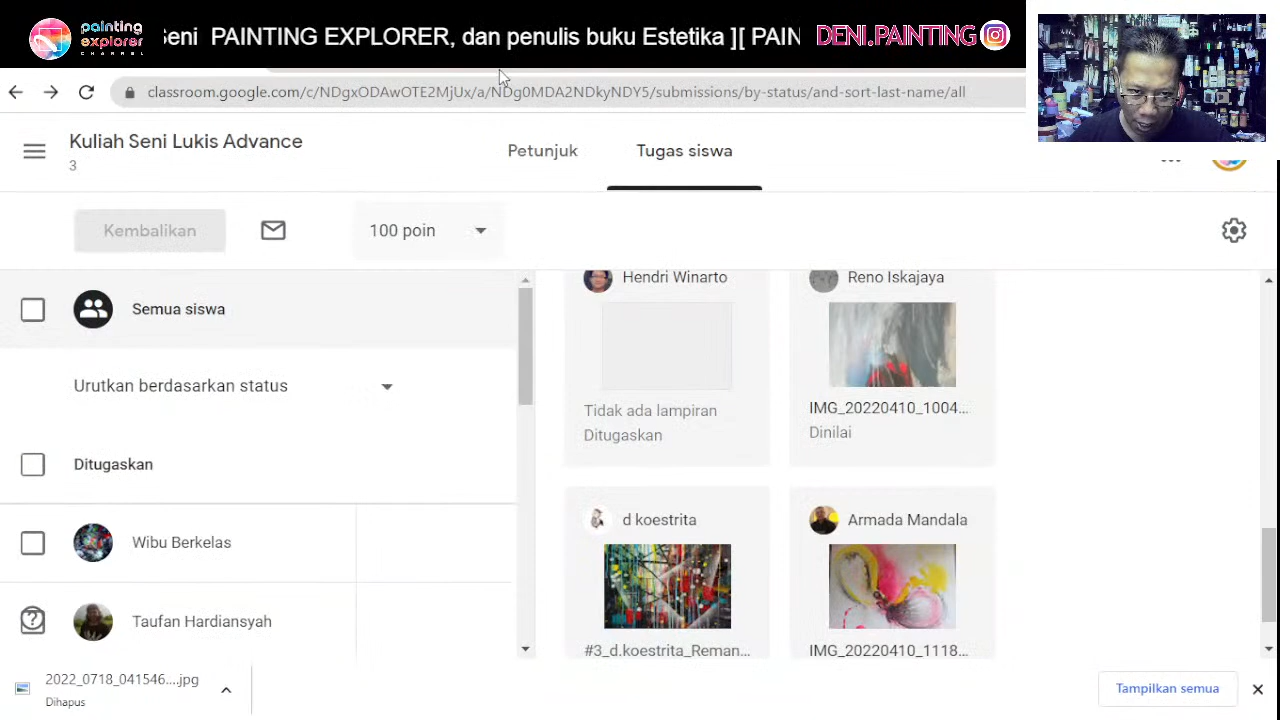 painting
explorer
CHANNEL
seni PAINTING EXPLORER, dan penulis buku Estetika ][ PAIN
DENI.PAINTING
classroom.google.com/c/NDgxODAwOTE2MjUx/a/NDg0MDA2NDkyNDY5/submissions/by-status/and-sort-last-name/all
Kuliah Seni Lukis Advance
3
Petunjuk
Tugas siswa
Kembalikan
100 poin
Semua siswa
Urutkan berdasarkan status
Ditugaskan
Wibu Berkelas
Taufan Hardiansyah
Hendri Winarto
Tidak ada lampiran
Ditugaskan
Reno Iskajaya
IMG_20220410_1004...
Dinilai
d koestrita
#3_d.koestrita_Reman...
Armada Mandala
IMG_20220410_1118...
2022_0718_041546....jpg
Dihapus
Tampilkan semua